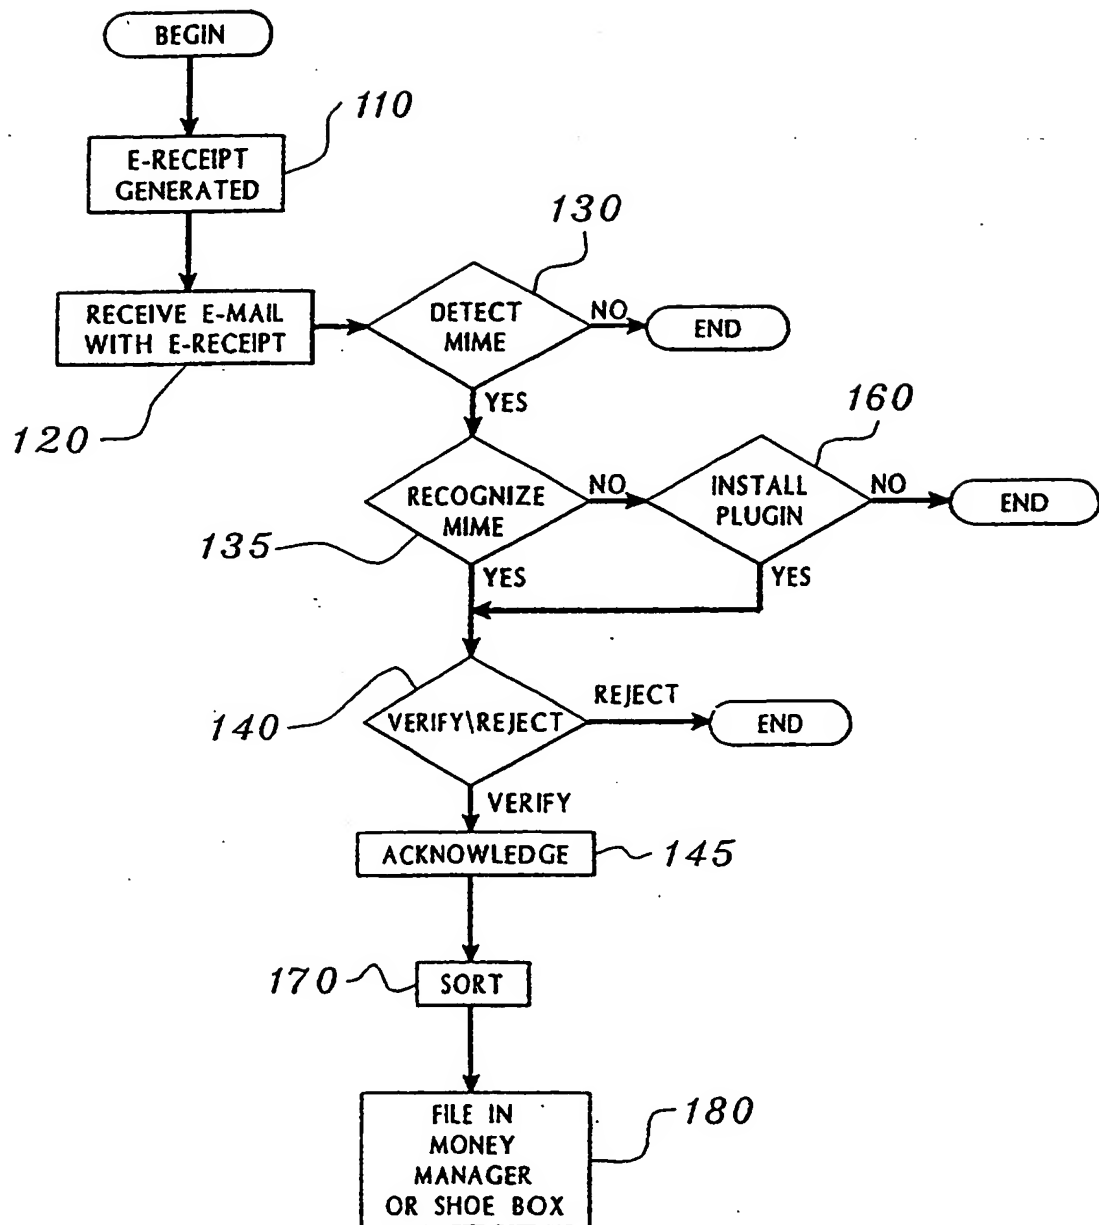 BEGIN
110
E-RECEIPT
GENERATED
130
RECEIVE E-MAIL
WITH E-RECEIPT
DETECT
MIME
NO
END
120
YES
160
RECOGNIZE
MIME
NO
INSTALL
PLUGIN
NO
END
135
YES
YES
140
VERIFY\REJECT
REJECT
END
VERIFY
ACKNOWLEDGE
145
170
SORT
FILE IN
MONEY
MANAGER
OR SHOE BOX
180